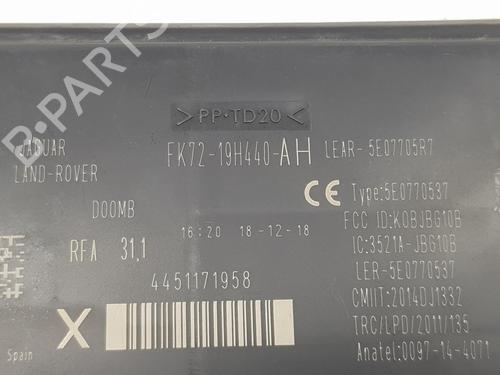 >PP-TD20<
JAGUAR
LAND-ROVER
FK72-19H440-AH
LEAR-5E07705R7
CE
Type:5E0770537
D00MB
FCC ID:KOBJBG10B
16:20 18-12-18
RFA 31,1
IC:3521A-JBG10B
LER-5E0770537
4451171958
CMIIT:2014DJ1332
X
TRC/LPD/2011/135
Spain
Anatel:0097-14-4071
B-PARTS